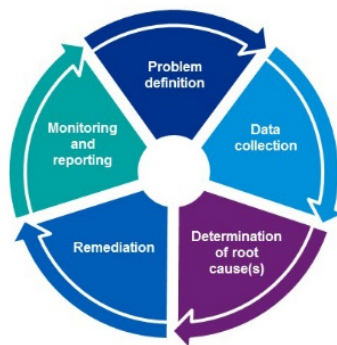 Problem
definition
Data
collection
Determination
of root
cause(s)
Remediation
Monitoring
and
reporting